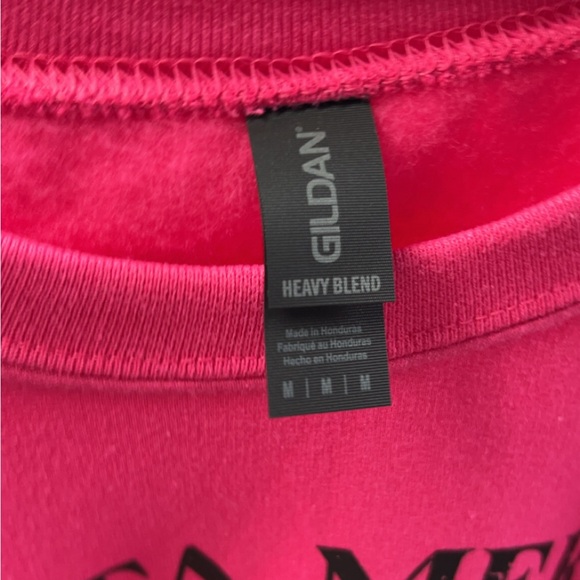 GILDAN®
HEAVY BLEND
Made in Honduras
Fabriqué au Honduras
Hecho en Honduras
M | M | M